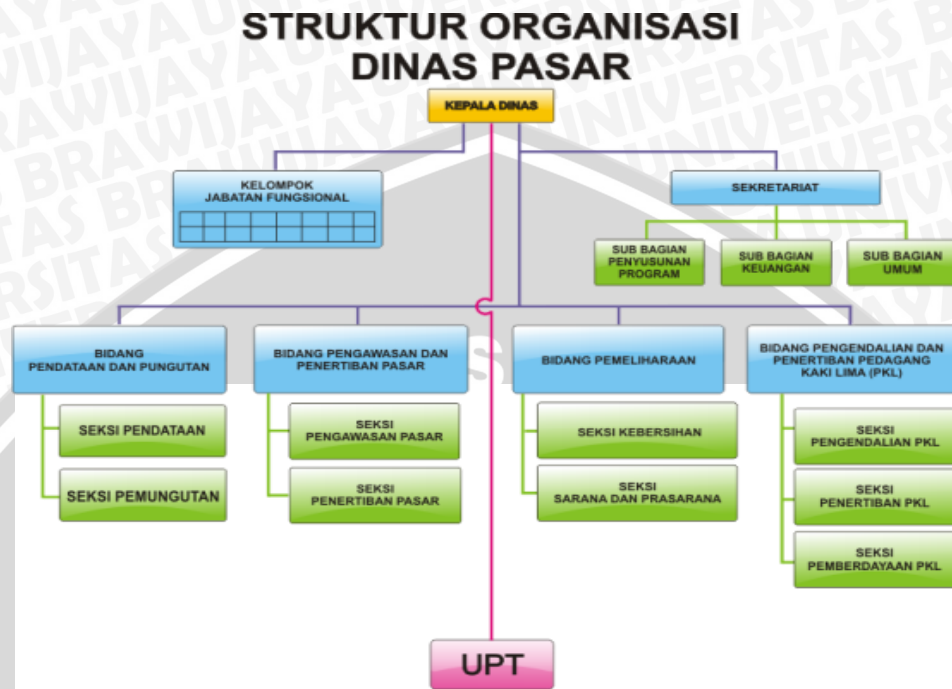 STRUKTUR ORGANISASI
DINAS PASAR
KEPALA DINAS
KELOMPOK
JABATAN FUNGSIONAL
SEKRETARIAT
SUB BAGIAN
PENYUSUNAN
PROGRAM
SUB BAGIAN
KEUANGAN
SUB BAGIAN
UMUM
BIDANG
PENDATAAN DAN PUNGUTAN
SEKSI PENDATAAN
SEKSI PEMUNGUTAN
BIDANG PENGAWASAN DAN
PENERTIBAN PASAR
SEKSI
PENGAWASAN PASAR
SEKSI
PENERTIBAN PASAR
BIDANG PEMELIHARAAN
SEKSI KEBERSIHAN
SEKSI
SARANA DAN PRASARANA
BIDANG PENGENDALIAN DAN
PENERTIBAN PEDAGANG
KAKI LIMA (PKL)
SEKSI
PENGENDALIAN PKL
SEKSI
PENERTIBAN PKL
SEKSI
PEMBERDAYAAN PKL
UPT